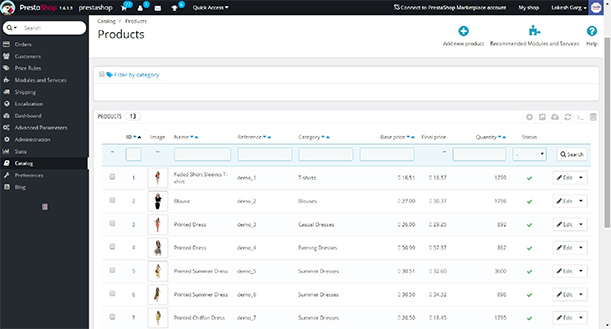 PrestaShop 1.6.1.5 prestashop Quick Access Connect to PrestaShop Marketplace account My shop Lokesh Garg
Search
Orders
Customers
Price Rules
Modules and Services
Shipping
Localization
Dashboard
Advanced Parameters
Administration
Stats
Catalog
Preferences
Blog
Catalog / Products
Products
Add new product Recommended Modules and Services Help
Filter by category
PRODUCTS 13
ID Image Name Reference Category Base price Final price Quantity Status
-- -- -- - Search
1 Faded Short Sleeves T-shirt demo_1 T-shirts 16.51 18.57 1799 Edit
2 Blouse demo_2 Blouses 27.00 30.37 1798 Edit
3 Printed Dress demo_3 Casual Dresses 26.00 29.25 892 Edit
4 Printed Dress demo_4 Evening Dresses 50.99 57.37 862 Edit
5 Printed Summer Dress demo_5 Summer Dresses 30.51 32.60 3600 Edit
6 Printed Summer Dress demo_6 Summer Dresses 30.50 34.32 896 Edit
7 Printed Chiffon Dress demo_7 Summer Dresses 20.50 18.45 1795 Edit